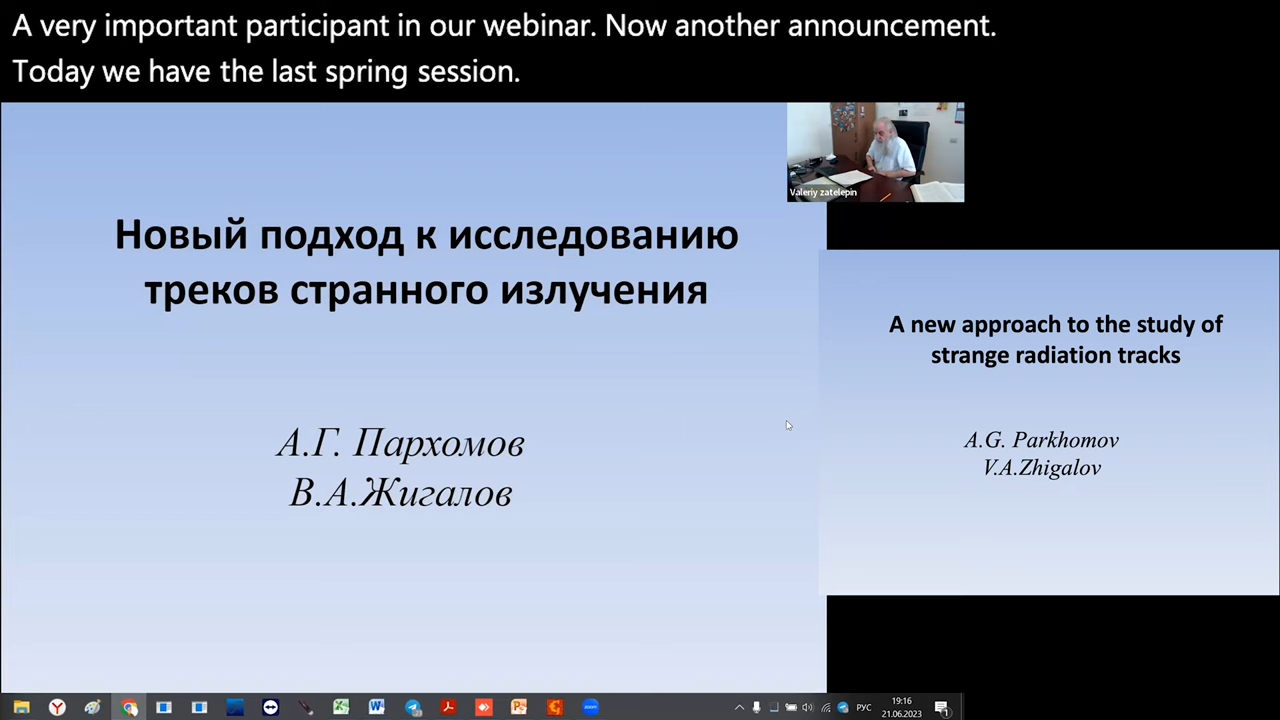 A very important participant in our webinar. Now another announcement.
Today we have the last spring session.
Valeriy zatelepin
Новый подход к исследованию
треков странного излучения
А.Г. Пархомов
В.А.Жигалов
A new approach to the study of
strange radiation tracks
A.G. Parkhomov
V.A.Zhigalov
РУС
19:16
21.06.2023
1